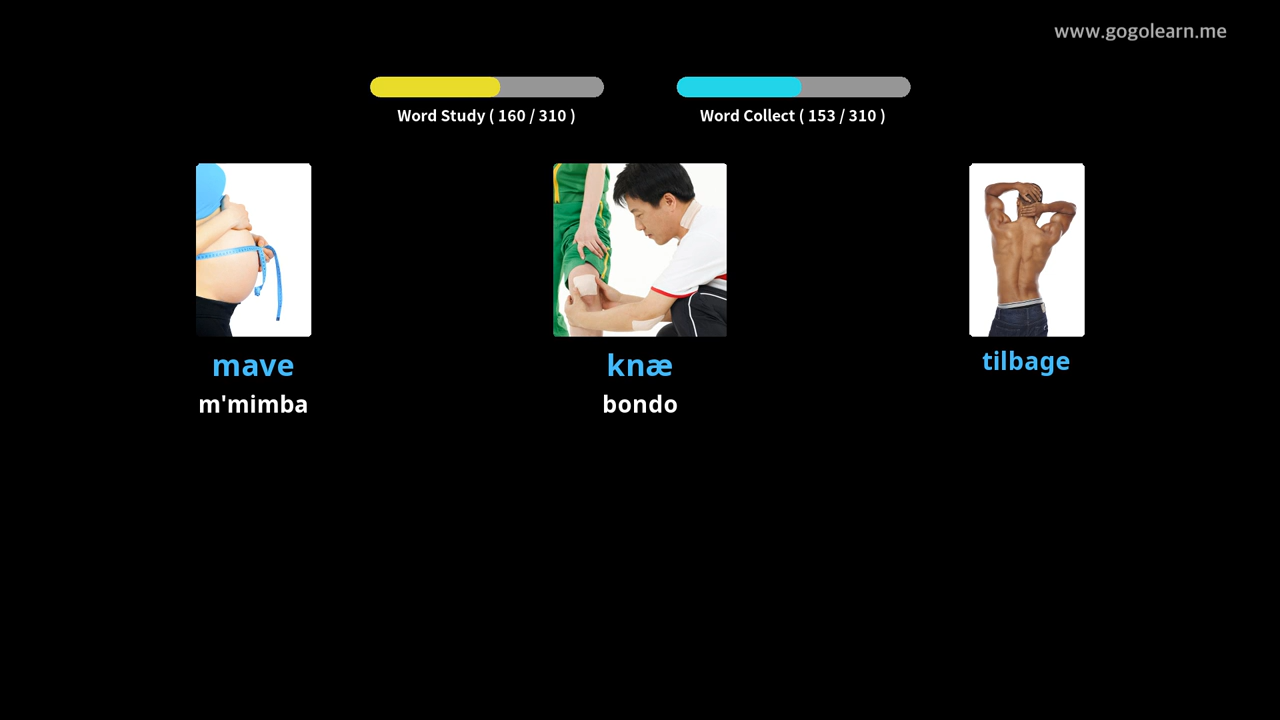 www.gogolearn.me
Word Study ( 160 / 310 )
Word Collect ( 153 / 310 )
mave
m'mimba
knæ
bondo
tilbage